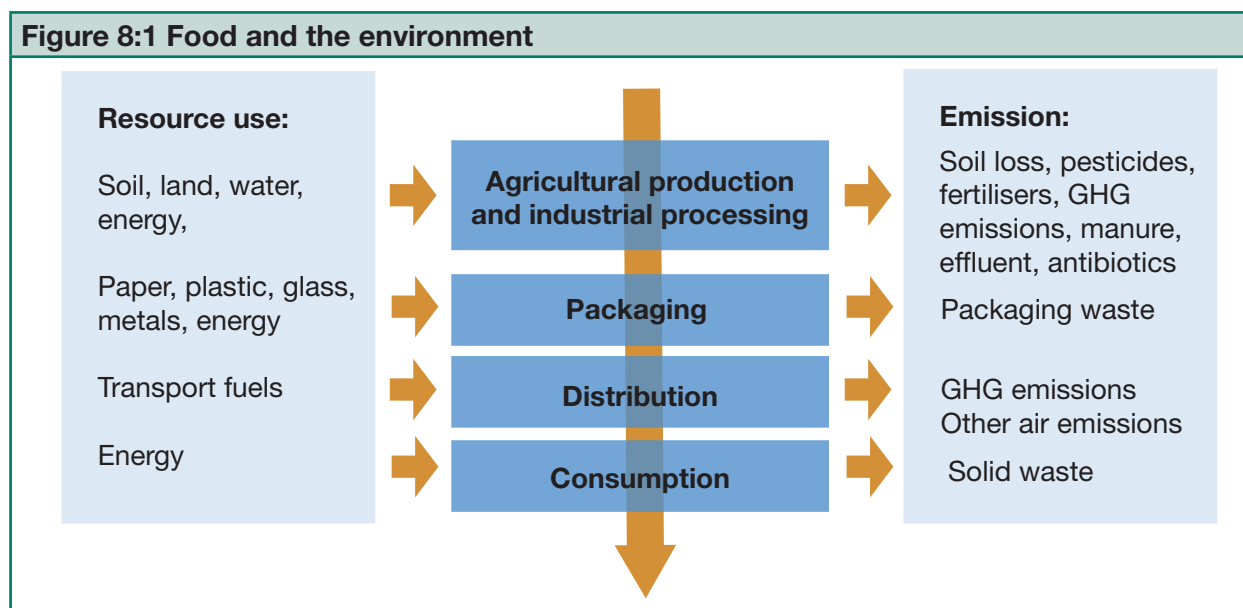 Figure 8:1 Food and the environment
Resource use:
Soil, land, water,
energy,
Paper, plastic, glass,
metals, energy
Transport fuels
Energy
Agricultural production
and industrial processing
Packaging
Distribution
Consumption
Emission:
Soil loss, pesticides,
fertilisers, GHG
emissions, manure,
effluent, antibiotics
Packaging waste
GHG emissions
Other air emissions
Solid waste